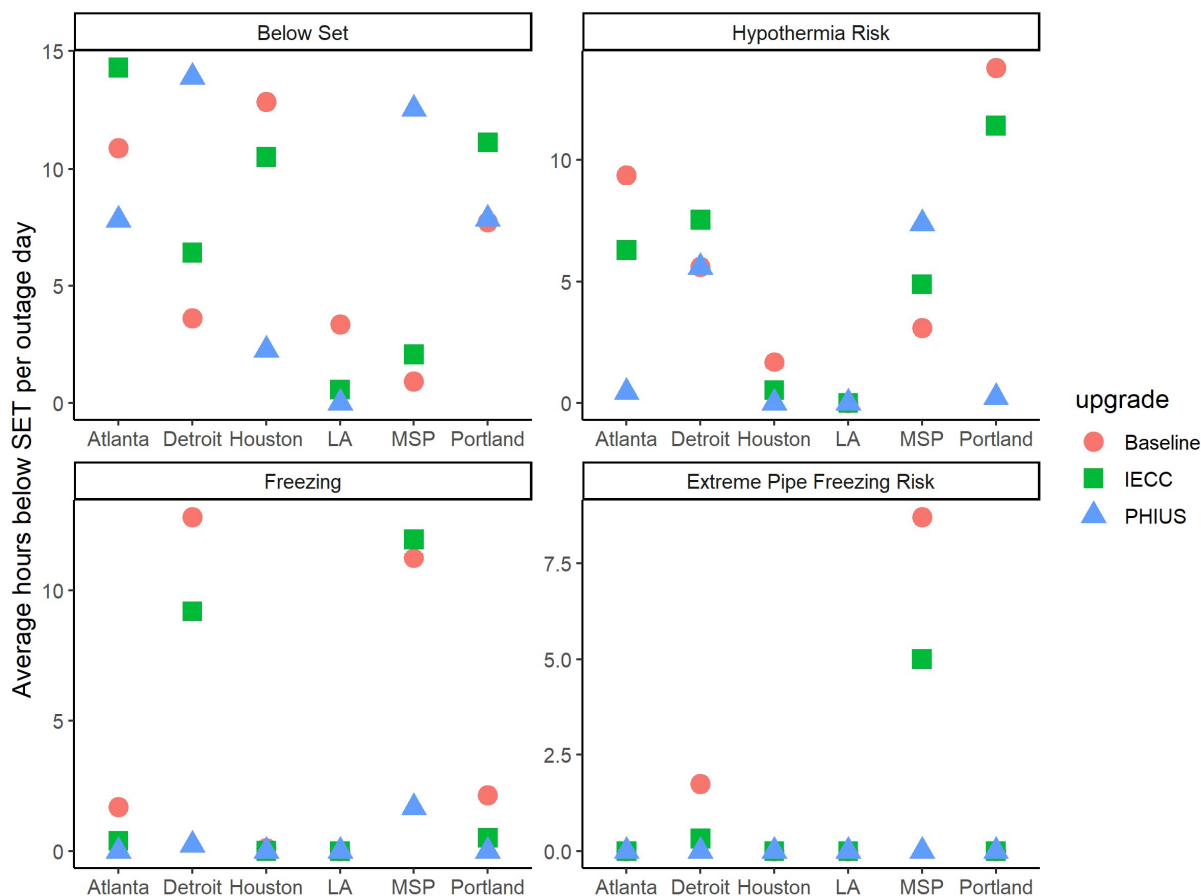 Below Set
Hypothermia Risk
15
10
5
0
10
5
0
Atlanta Detroit Houston LA MSP Portland
Atlanta Detroit Houston LA MSP Portland
Average hours below SET per outage day
Freezing
Extreme Pipe Freezing Risk
10
5
0
7.5
5.0
2.5
0.0
Atlanta Detroit Houston LA MSP Portland
Atlanta Detroit Houston LA MSP Portland
upgrade
Baseline
IECC
PHIUS